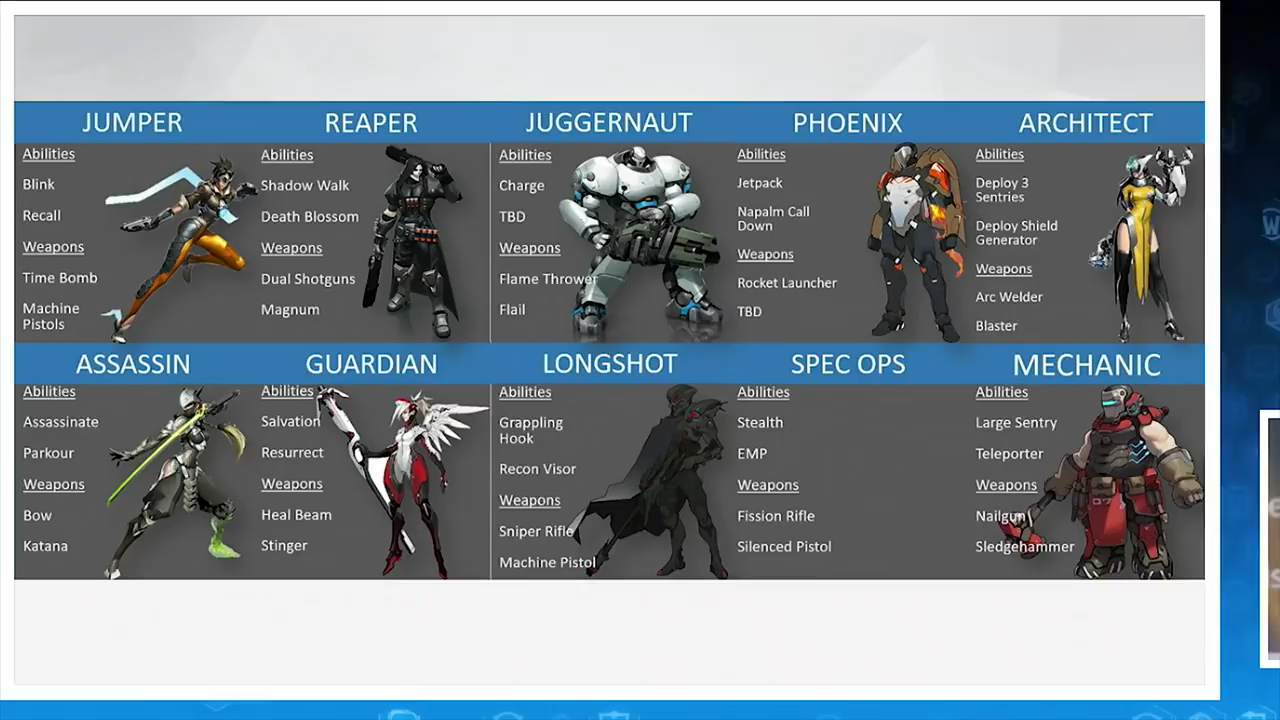 JUMPER
Abilities
Blink
Recall
Weapons
Time Bomb
Machine
Pistols
REAPER
Abilities
Shadow Walk
Death Blossom
Weapons
Dual Shotguns
Magnum
JUGGERNAUT
Abilities
Charge
TBD
Weapons
Flame Thrower
Flail
PHOENIX
Abilities
Jetpack
Napalm Call
Down
Weapons
Rocket Launcher
TBD
ARCHITECT
Abilities
Deploy 3
Sentries
Deploy Shield
Generator
Weapons
Arc Welder
Blaster
ASSASSIN
Abilities
Assassinate
Parkour
Weapons
Bow
Katana
GUARDIAN
Abilities
Salvation
Resurrect
Weapons
Heal Beam
Stinger
LONGSHOT
Abilities
Grappling
Hook
Recon Visor
Weapons
Sniper Rifle
Machine Pistol
SPEC OPS
Abilities
Stealth
EMP
Weapons
Fission Rifle
Silenced Pistol
MECHANIC
Abilities
Large Sentry
Teleporter
Weapons
Nailgun
Sledgehammer